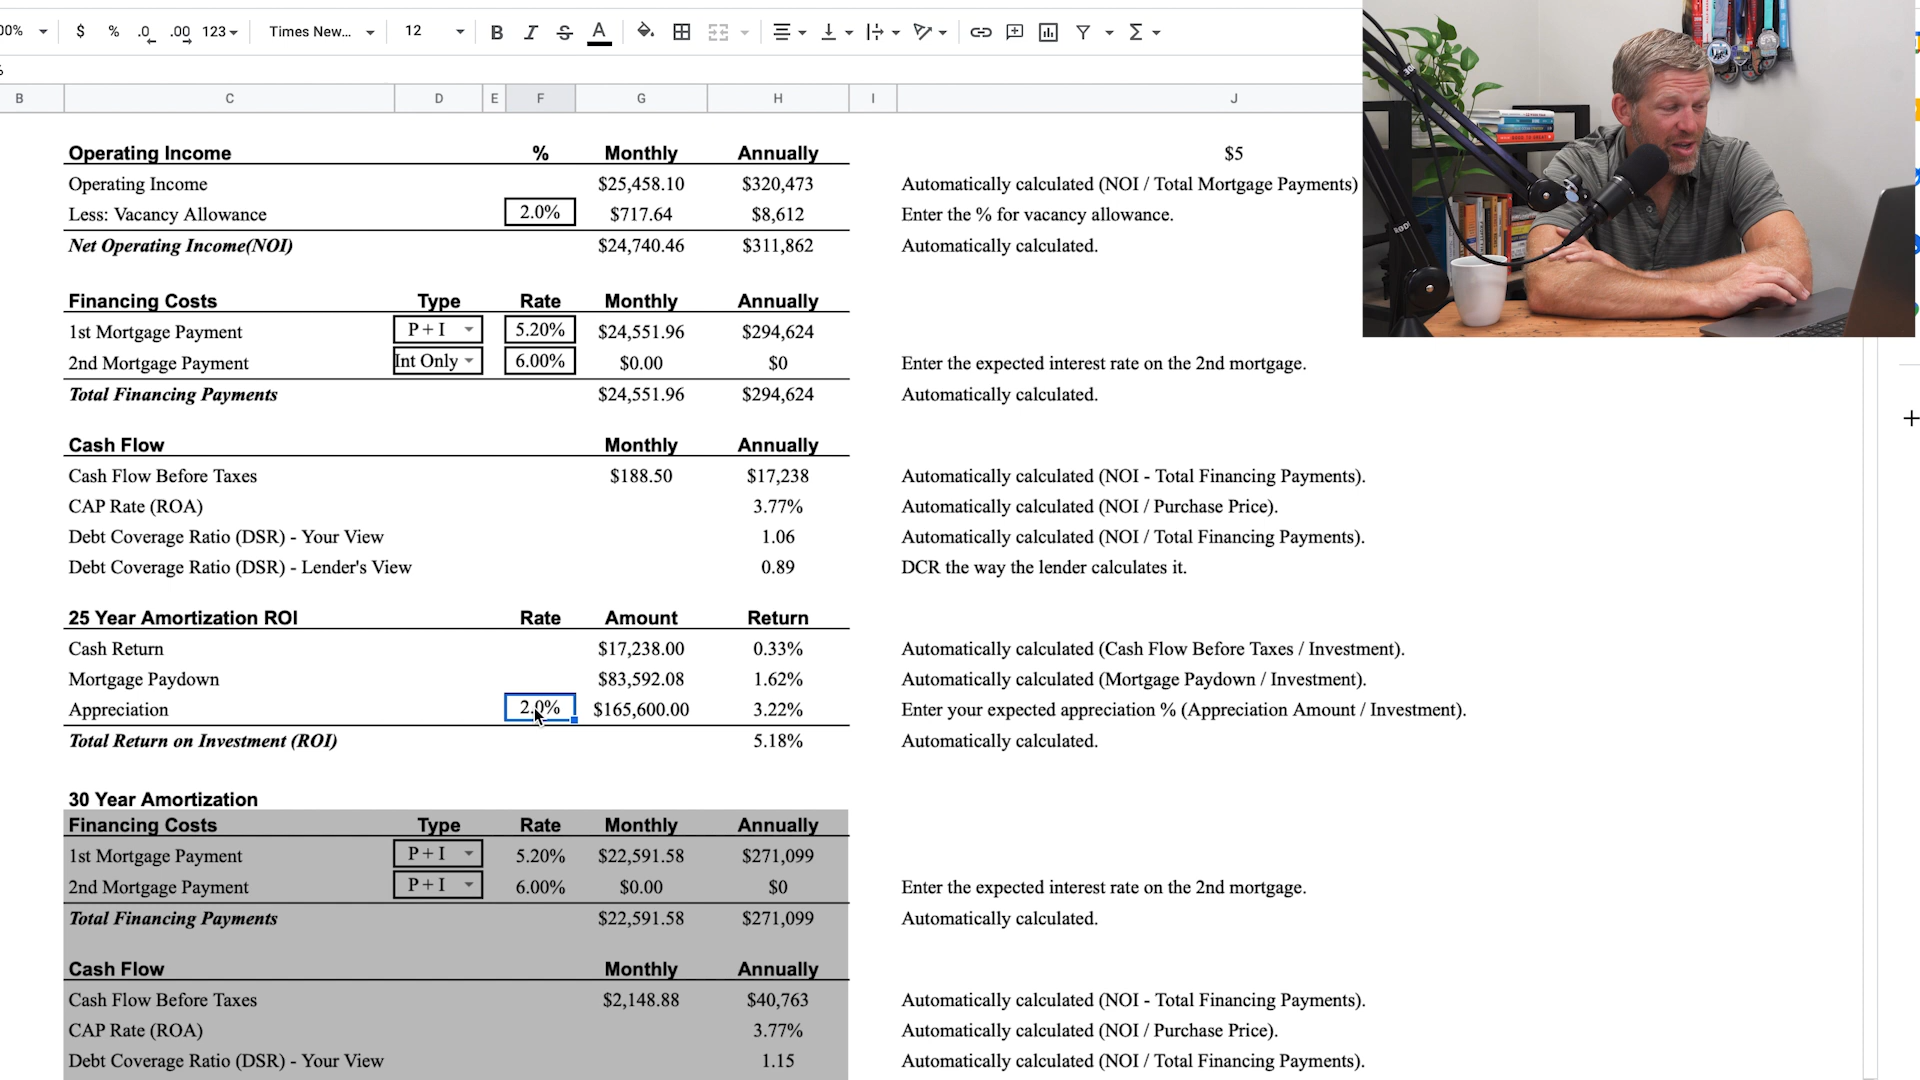 00% $ % .0 .00 123 Times New... 12 B I S A
B C D E F G H I J
Operating Income % Monthly Annually $5
Operating Income $25,458.10 $320,473 Automatically calculated (NOI / Total Mortgage Payments)
Less: Vacancy Allowance 2.0% $717.64 $8,612 Enter the % for vacancy allowance.
Net Operating Income(NOI) $24,740.46 $311,862 Automatically calculated.
Financing Costs Type Rate Monthly Annually
1st Mortgage Payment P + I 5.20% $24,551.96 $294,624
2nd Mortgage Payment Int Only 6.00% $0.00 $0 Enter the expected interest rate on the 2nd mortgage.
Total Financing Payments $24,551.96 $294,624 Automatically calculated.
Cash Flow Monthly Annually
Cash Flow Before Taxes $188.50 $17,238 Automatically calculated (NOI - Total Financing Payments).
CAP Rate (ROA) 3.77% Automatically calculated (NOI / Purchase Price).
Debt Coverage Ratio (DSR) - Your View 1.06 Automatically calculated (NOI / Total Financing Payments).
Debt Coverage Ratio (DSR) - Lender's View 0.89 DCR the way the lender calculates it.
25 Year Amortization ROI Rate Amount Return
Cash Return $17,238.00 0.33% Automatically calculated (Cash Flow Before Taxes / Investment).
Mortgage Paydown $83,592.08 1.62% Automatically calculated (Mortgage Paydown / Investment).
Appreciation 2.0% $165,600.00 3.22% Enter your expected appreciation % (Appreciation Amount / Investment).
Total Return on Investment (ROI) 5.18% Automatically calculated.
30 Year Amortization
Financing Costs Type Rate Monthly Annually
1st Mortgage Payment P + I 5.20% $22,591.58 $271,099
2nd Mortgage Payment P + I 6.00% $0.00 $0 Enter the expected interest rate on the 2nd mortgage.
Total Financing Payments $22,591.58 $271,099 Automatically calculated.
Cash Flow Monthly Annually
Cash Flow Before Taxes $2,148.88 $40,763 Automatically calculated (NOI - Total Financing Payments).
CAP Rate (ROA) 3.77% Automatically calculated (NOI / Purchase Price).
Debt Coverage Ratio (DSR) - Your View 1.15 Automatically calculated (NOI / Total Financing Payments).